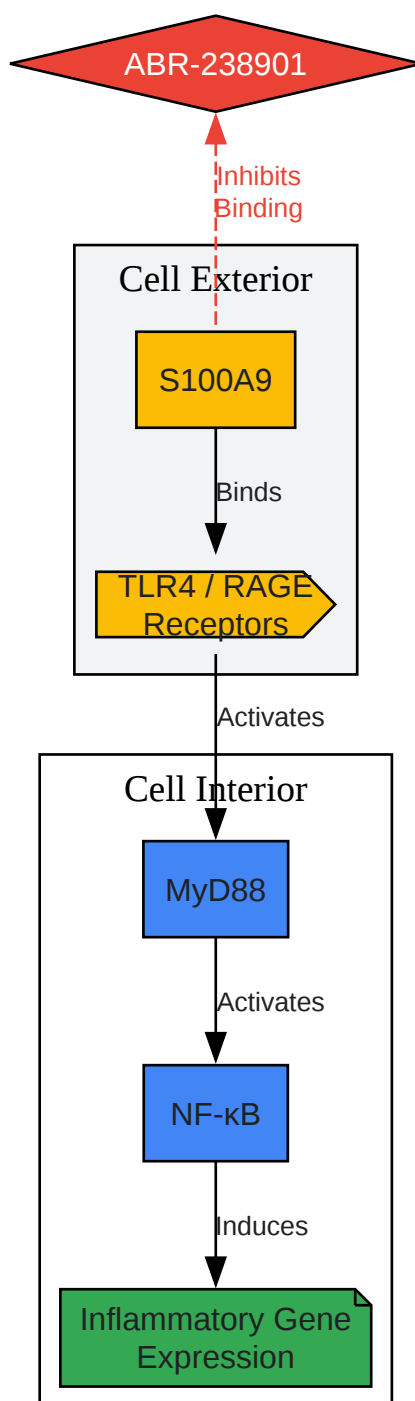 ABR-238901
Inhibits
Binding
Cell Exterior
S100A9
Binds
TLR4 / RAGE
Receptors
Activates
Cell Interior
MyD88
Activates
NF-κB
Induces
Inflammatory Gene
Expression